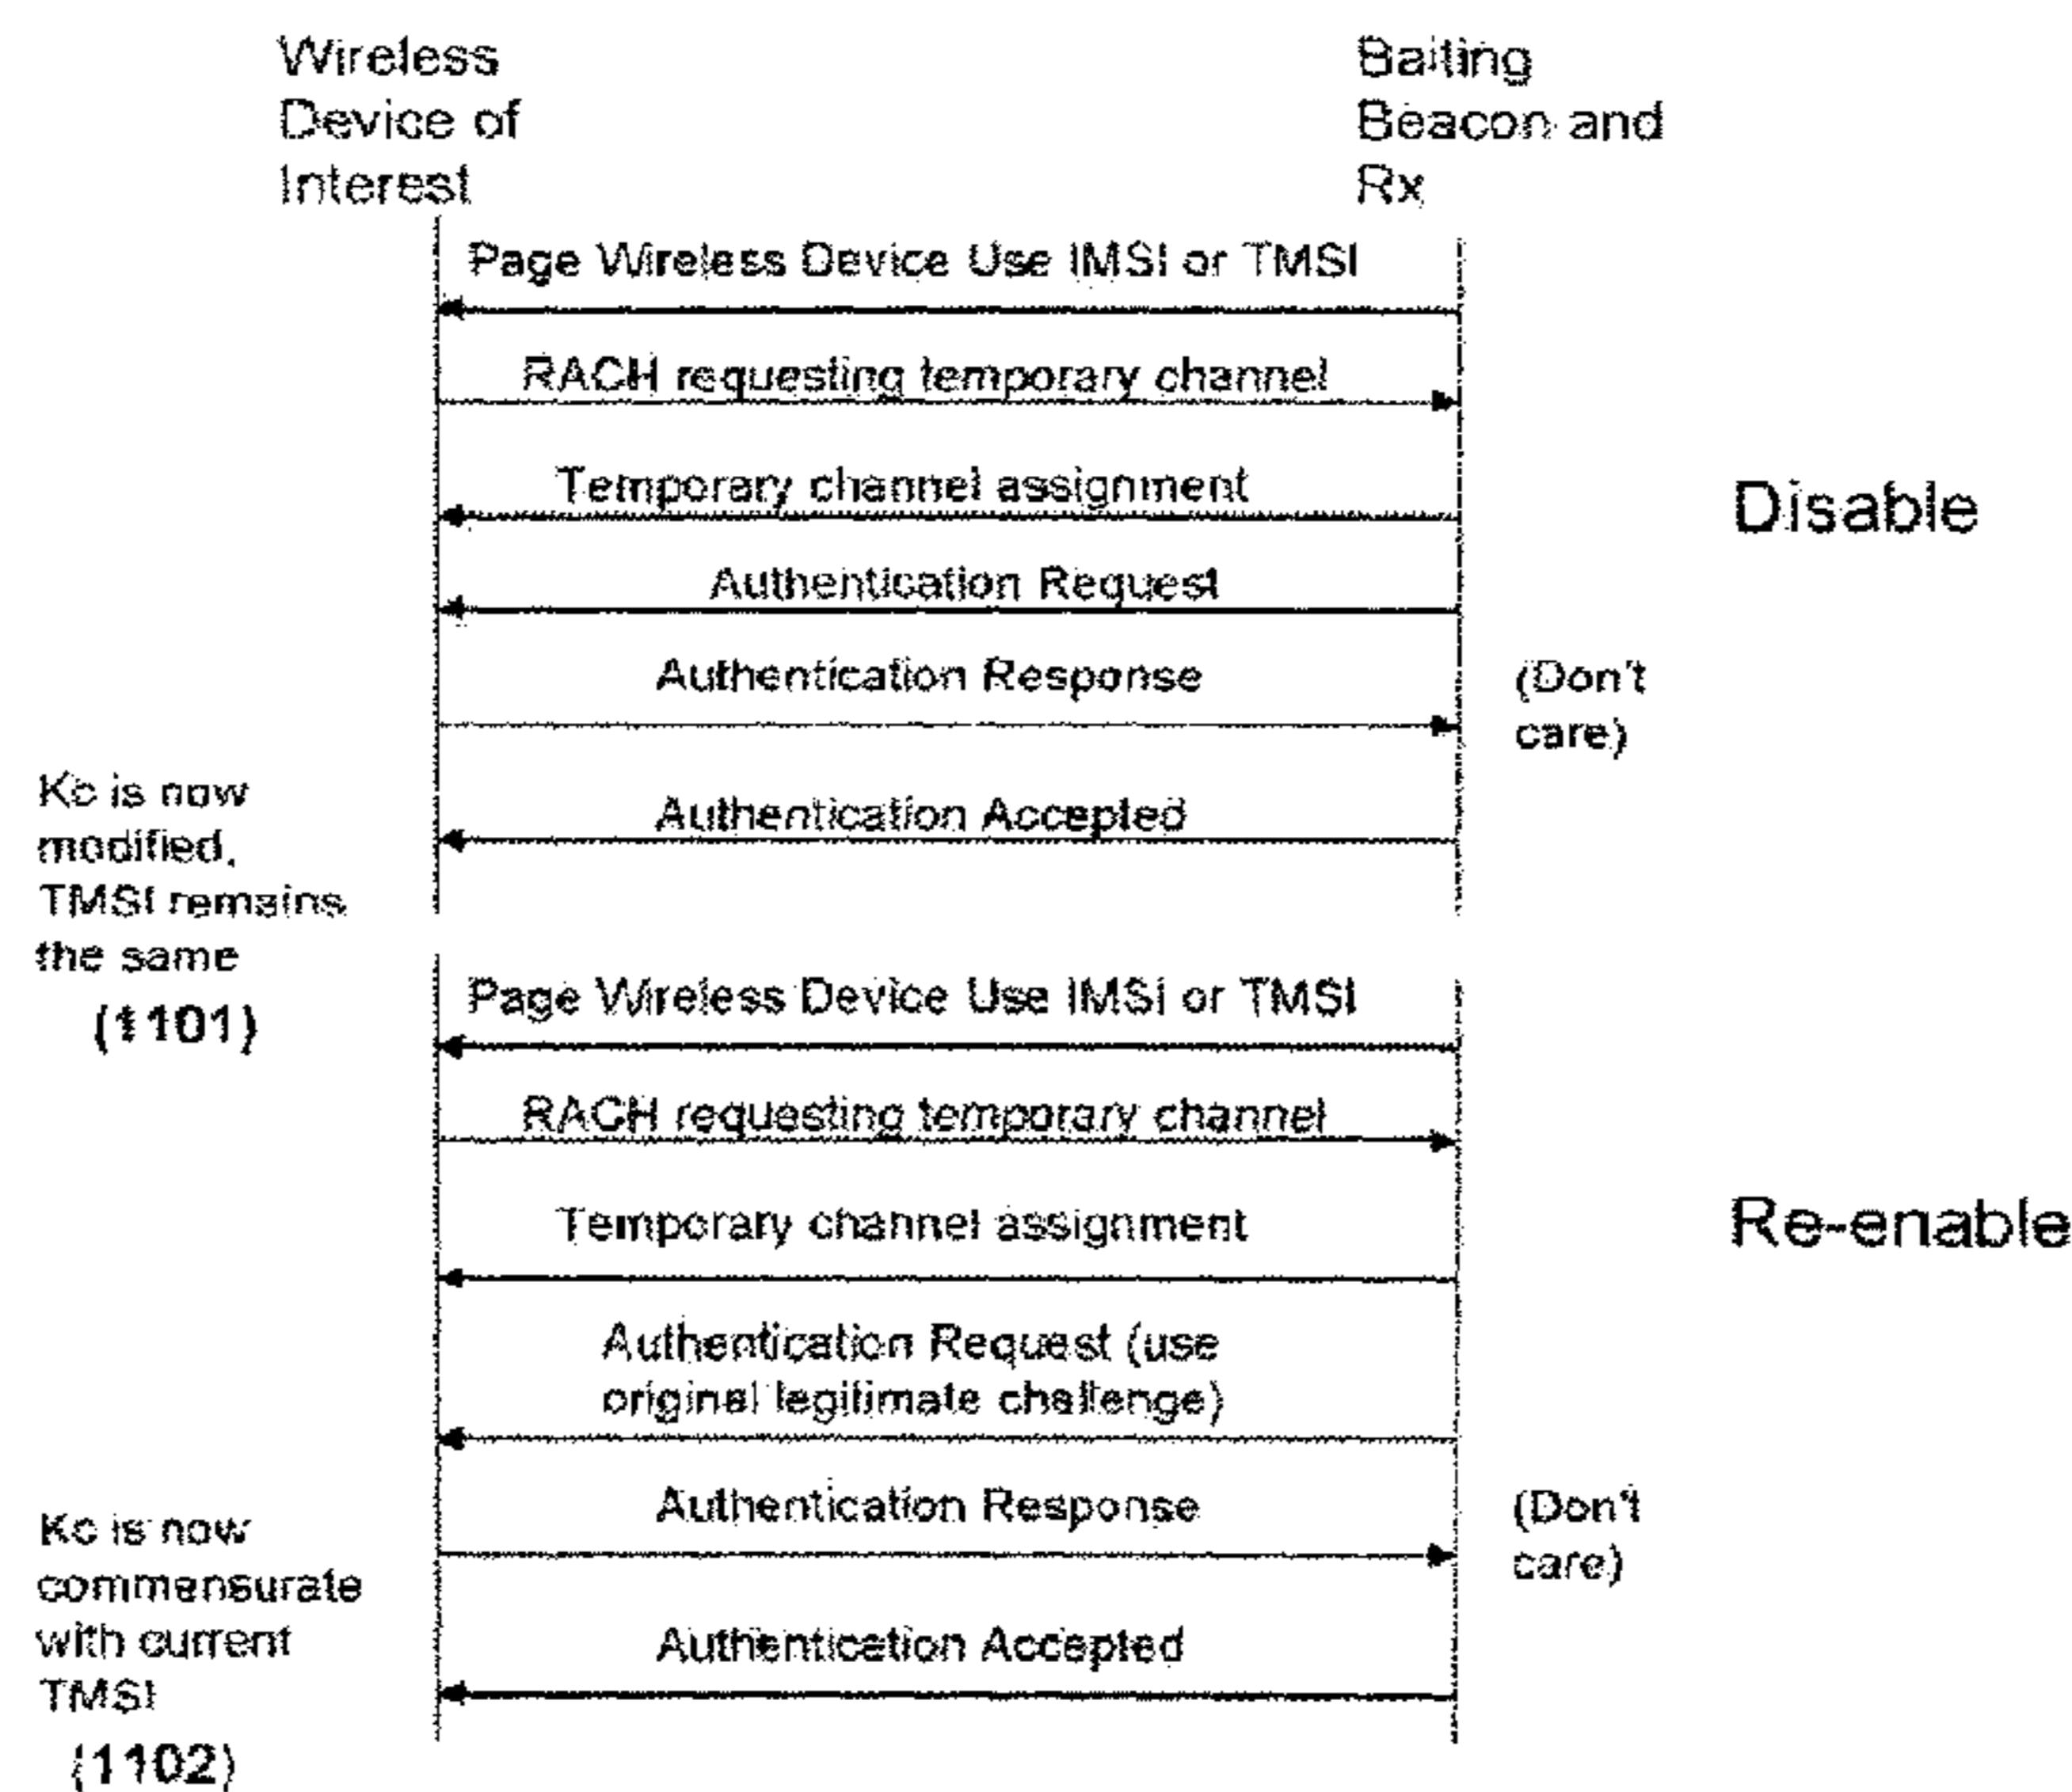 Wireless
Device of
Interest
Baiting
Beacon and
Rx
Page Wireless Device Use IMSI or TMSI
RACH requesting temporary channel
Temporary channel assignment
Disable
Authentication Request
Authentication Response
(Don't
care)
Authentication Accepted
Kc is now
modified,
TMSI remains
the same
(1101)
Page Wireless Device Use IMSI or TMSI
RACH requesting temporary channel
Temporary channel assignment
Re-enable
Authentication Request (use
original legitimate challenge)
Authentication Response
(Don't
care)
Kc is now
commensurate
with current
TMSI
(1102)
Authentication Accepted